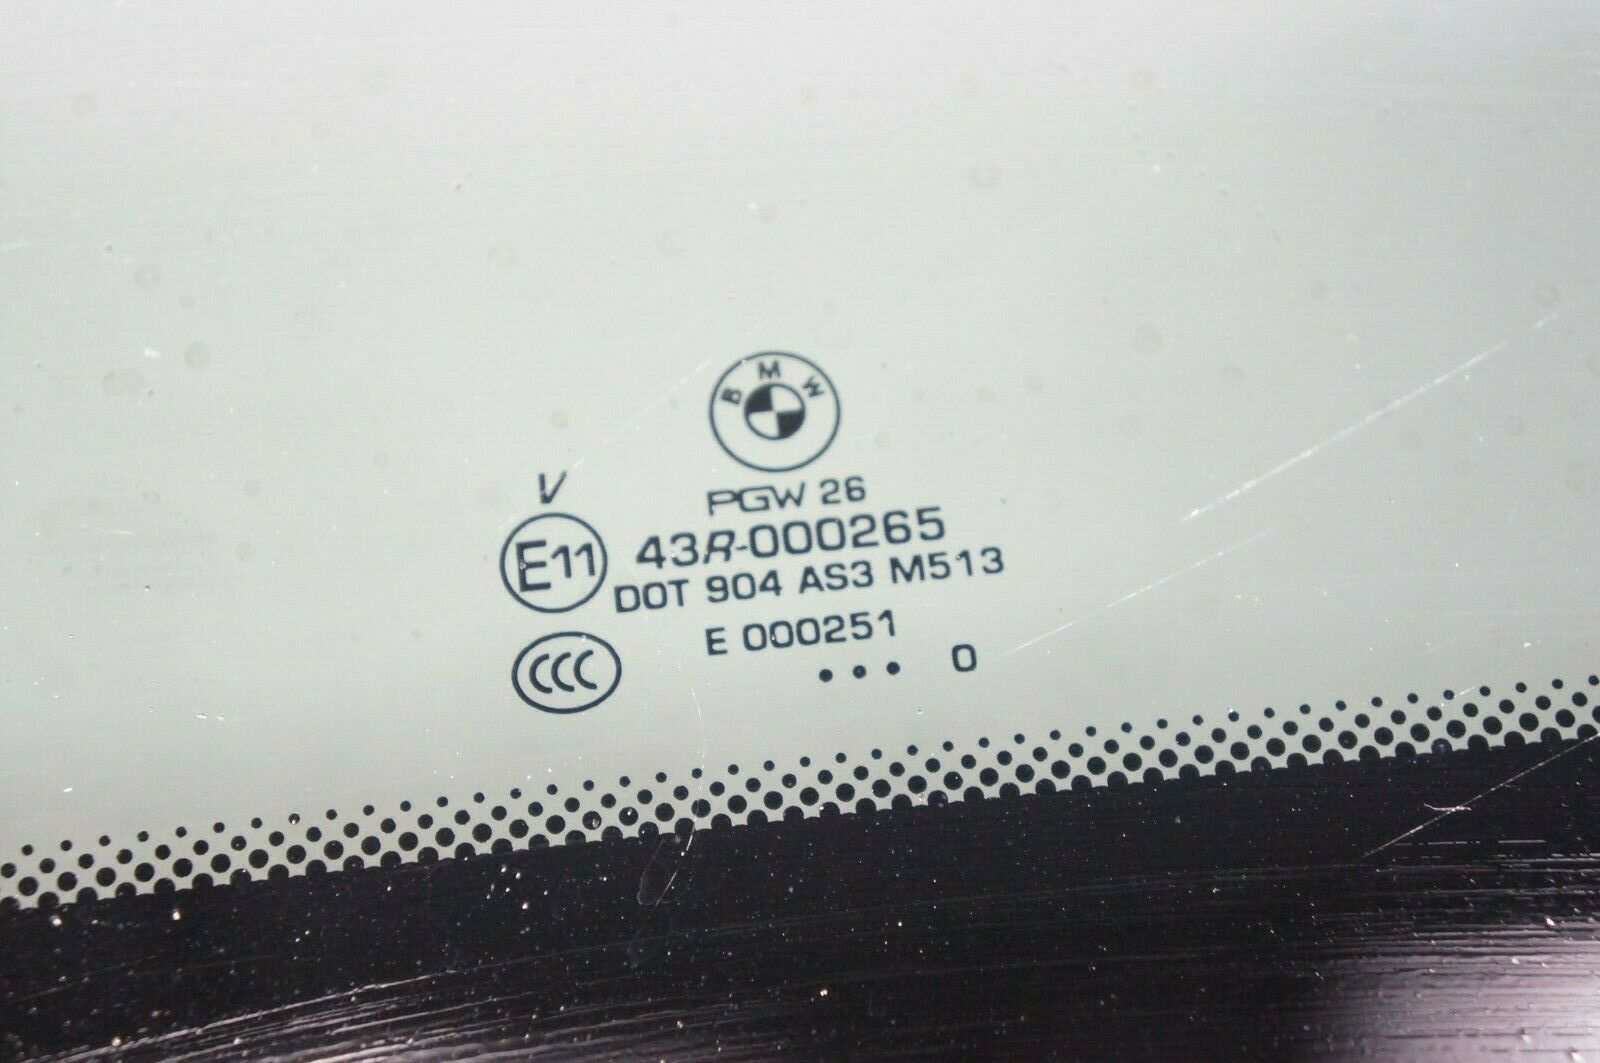 BMW
PGW 26
V
E11
43R-000265
DOT 904 AS3 M513
E 000251
CCC
••• 0